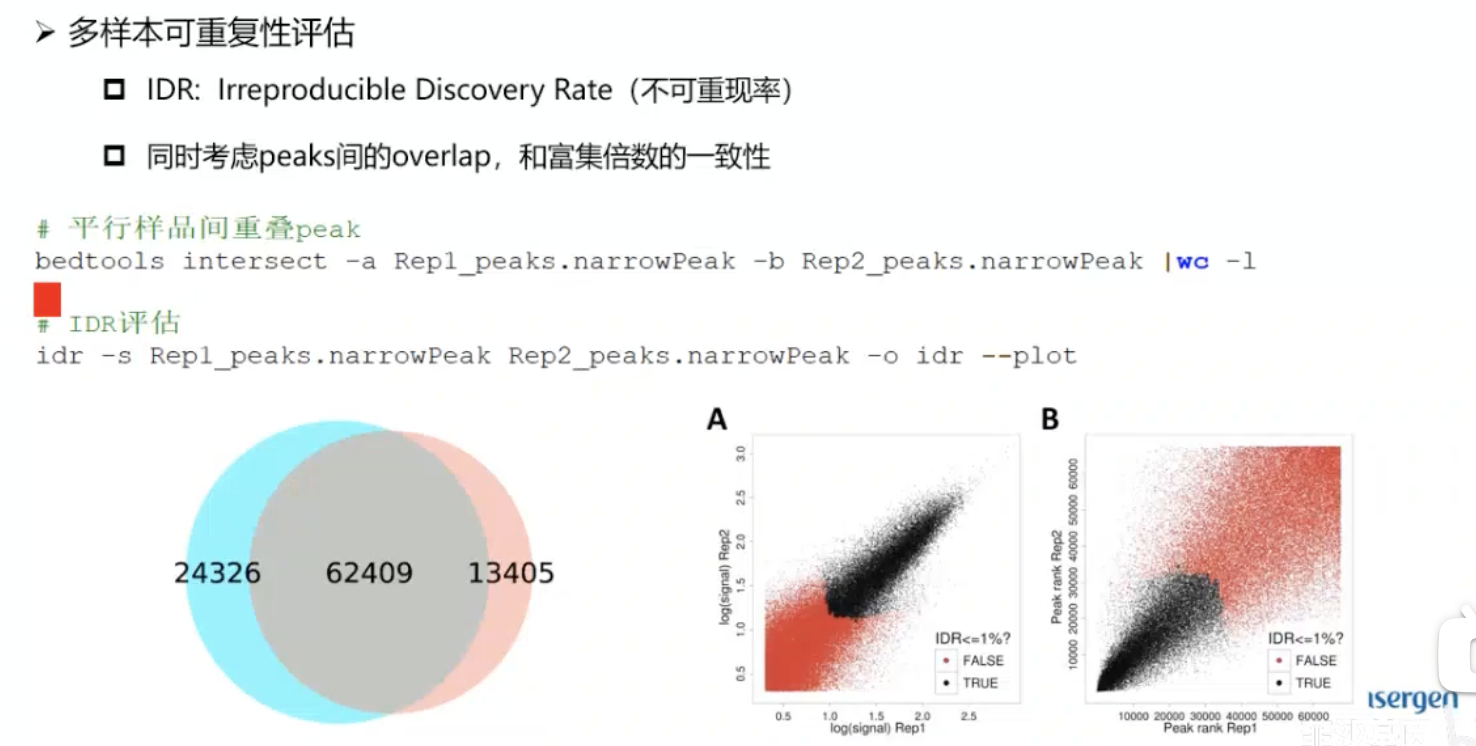 ➢ 多样本可重复性评估
IDR: Irreproducible Discovery Rate（不可重现率）
同时考虑peaks间的overlap，和富集倍数的一致性
# 平行样品间重叠peak
bedtools intersect -a Rep1_peaks.narrowPeak -b Rep2_peaks.narrowPeak |wc -l
# IDR评估
idr -s Rep1_peaks.narrowPeak Rep2_peaks.narrowPeak -o idr --plot
24326 62409 13405
A
log(signal) Rep2
3.0
2.5
2.0
1.5
1.0
0.5
IDR<=1%?
FALSE
TRUE
0.5 1.0 1.5 2.0 2.5
log(signal) Rep1
B
Peak rank Rep2
60000
50000
40000
30000
20000
10000
IDR<=1%?
FALSE
TRUE
10000 20000 30000 40000 50000 60000
Peak rank Rep1